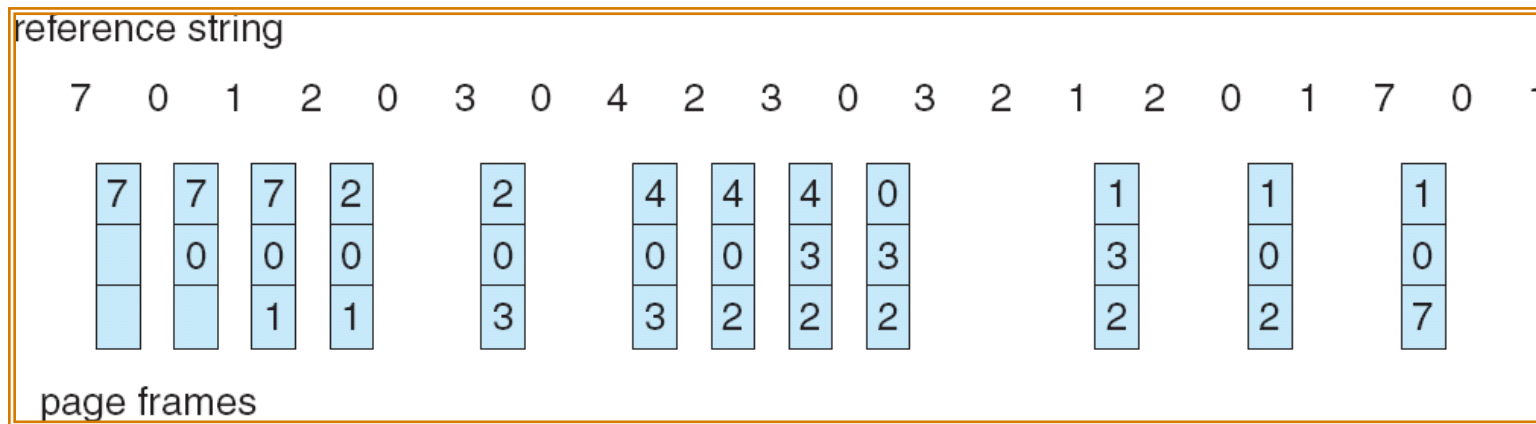 reference string
7 0 1 2 0 3 0 4 2 3 0 3 2 1 2 0 1 7 0 1
7 7 7 2 2 4 4 4 0 1 1 1
0 0 0 0 0 0 3 3 3 0 0
1 1 3 3 2 2 2 2 2 7
page frames